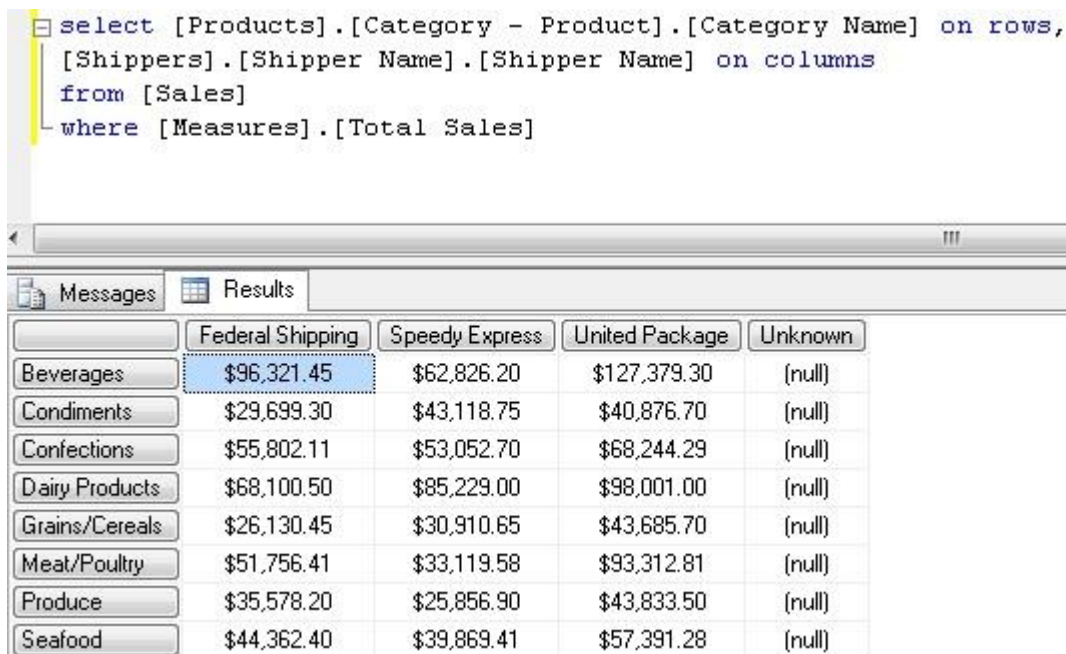 select [Products].[Category - Product].[Category Name] on rows,
[Shippers].[Shipper Name].[Shipper Name] on columns
from [Sales]
where [Measures].[Total Sales]
Messages Results
Federal Shipping Speedy Express United Package Unknown
Beverages $96,321.45 $62,826.20 $127,379.30 (null)
Condiments $29,699.30 $43,118.75 $40,876.70 (null)
Confections $55,802.11 $53,052.70 $68,244.29 (null)
Dairy Products $68,100.50 $85,229.00 $98,001.00 (null)
Grains/Cereals $26,130.45 $30,910.65 $43,685.70 (null)
Meat/Poultry $51,756.41 $33,119.58 $93,312.81 (null)
Produce $35,578.20 $25,856.90 $43,833.50 (null)
Seafood $44,362.40 $39,869.41 $57,391.28 (null)